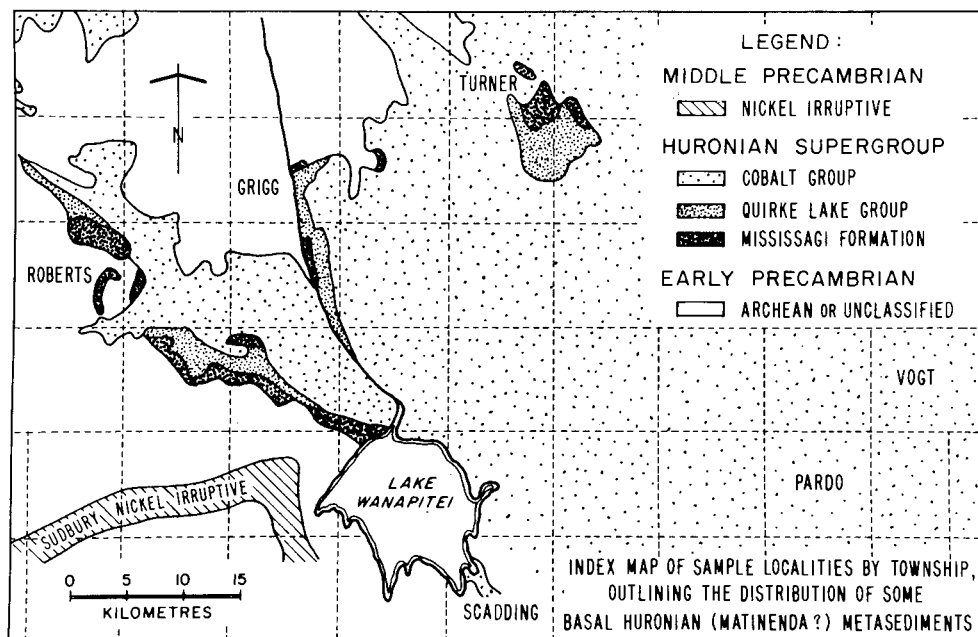 LEGEND :
MIDDLE PRECAMBRIAN
NICKEL IRRUPTIVE
HURONIAN SUPERGROUP
COBALT GROUP
QUIRKE LAKE GROUP
MISSISSAGI FORMATION
EARLY PRECAMBRIAN
ARCHEAN OR UNCLASSIFIED
TURNER
N
GRIGG
ROBERTS
VOGT
PARDO
LAKE
WANAPITEI
SUDBURY NICKEL IRRUPTIVE
0 5 10 15
KILOMETRES
SCADDING
INDEX MAP OF SAMPLE LOCALITIES BY TOWNSHIP,
OUTLINING THE DISTRIBUTION OF SOME
BASAL HURONIAN (MATINENDA ?) METASEDIMENTS